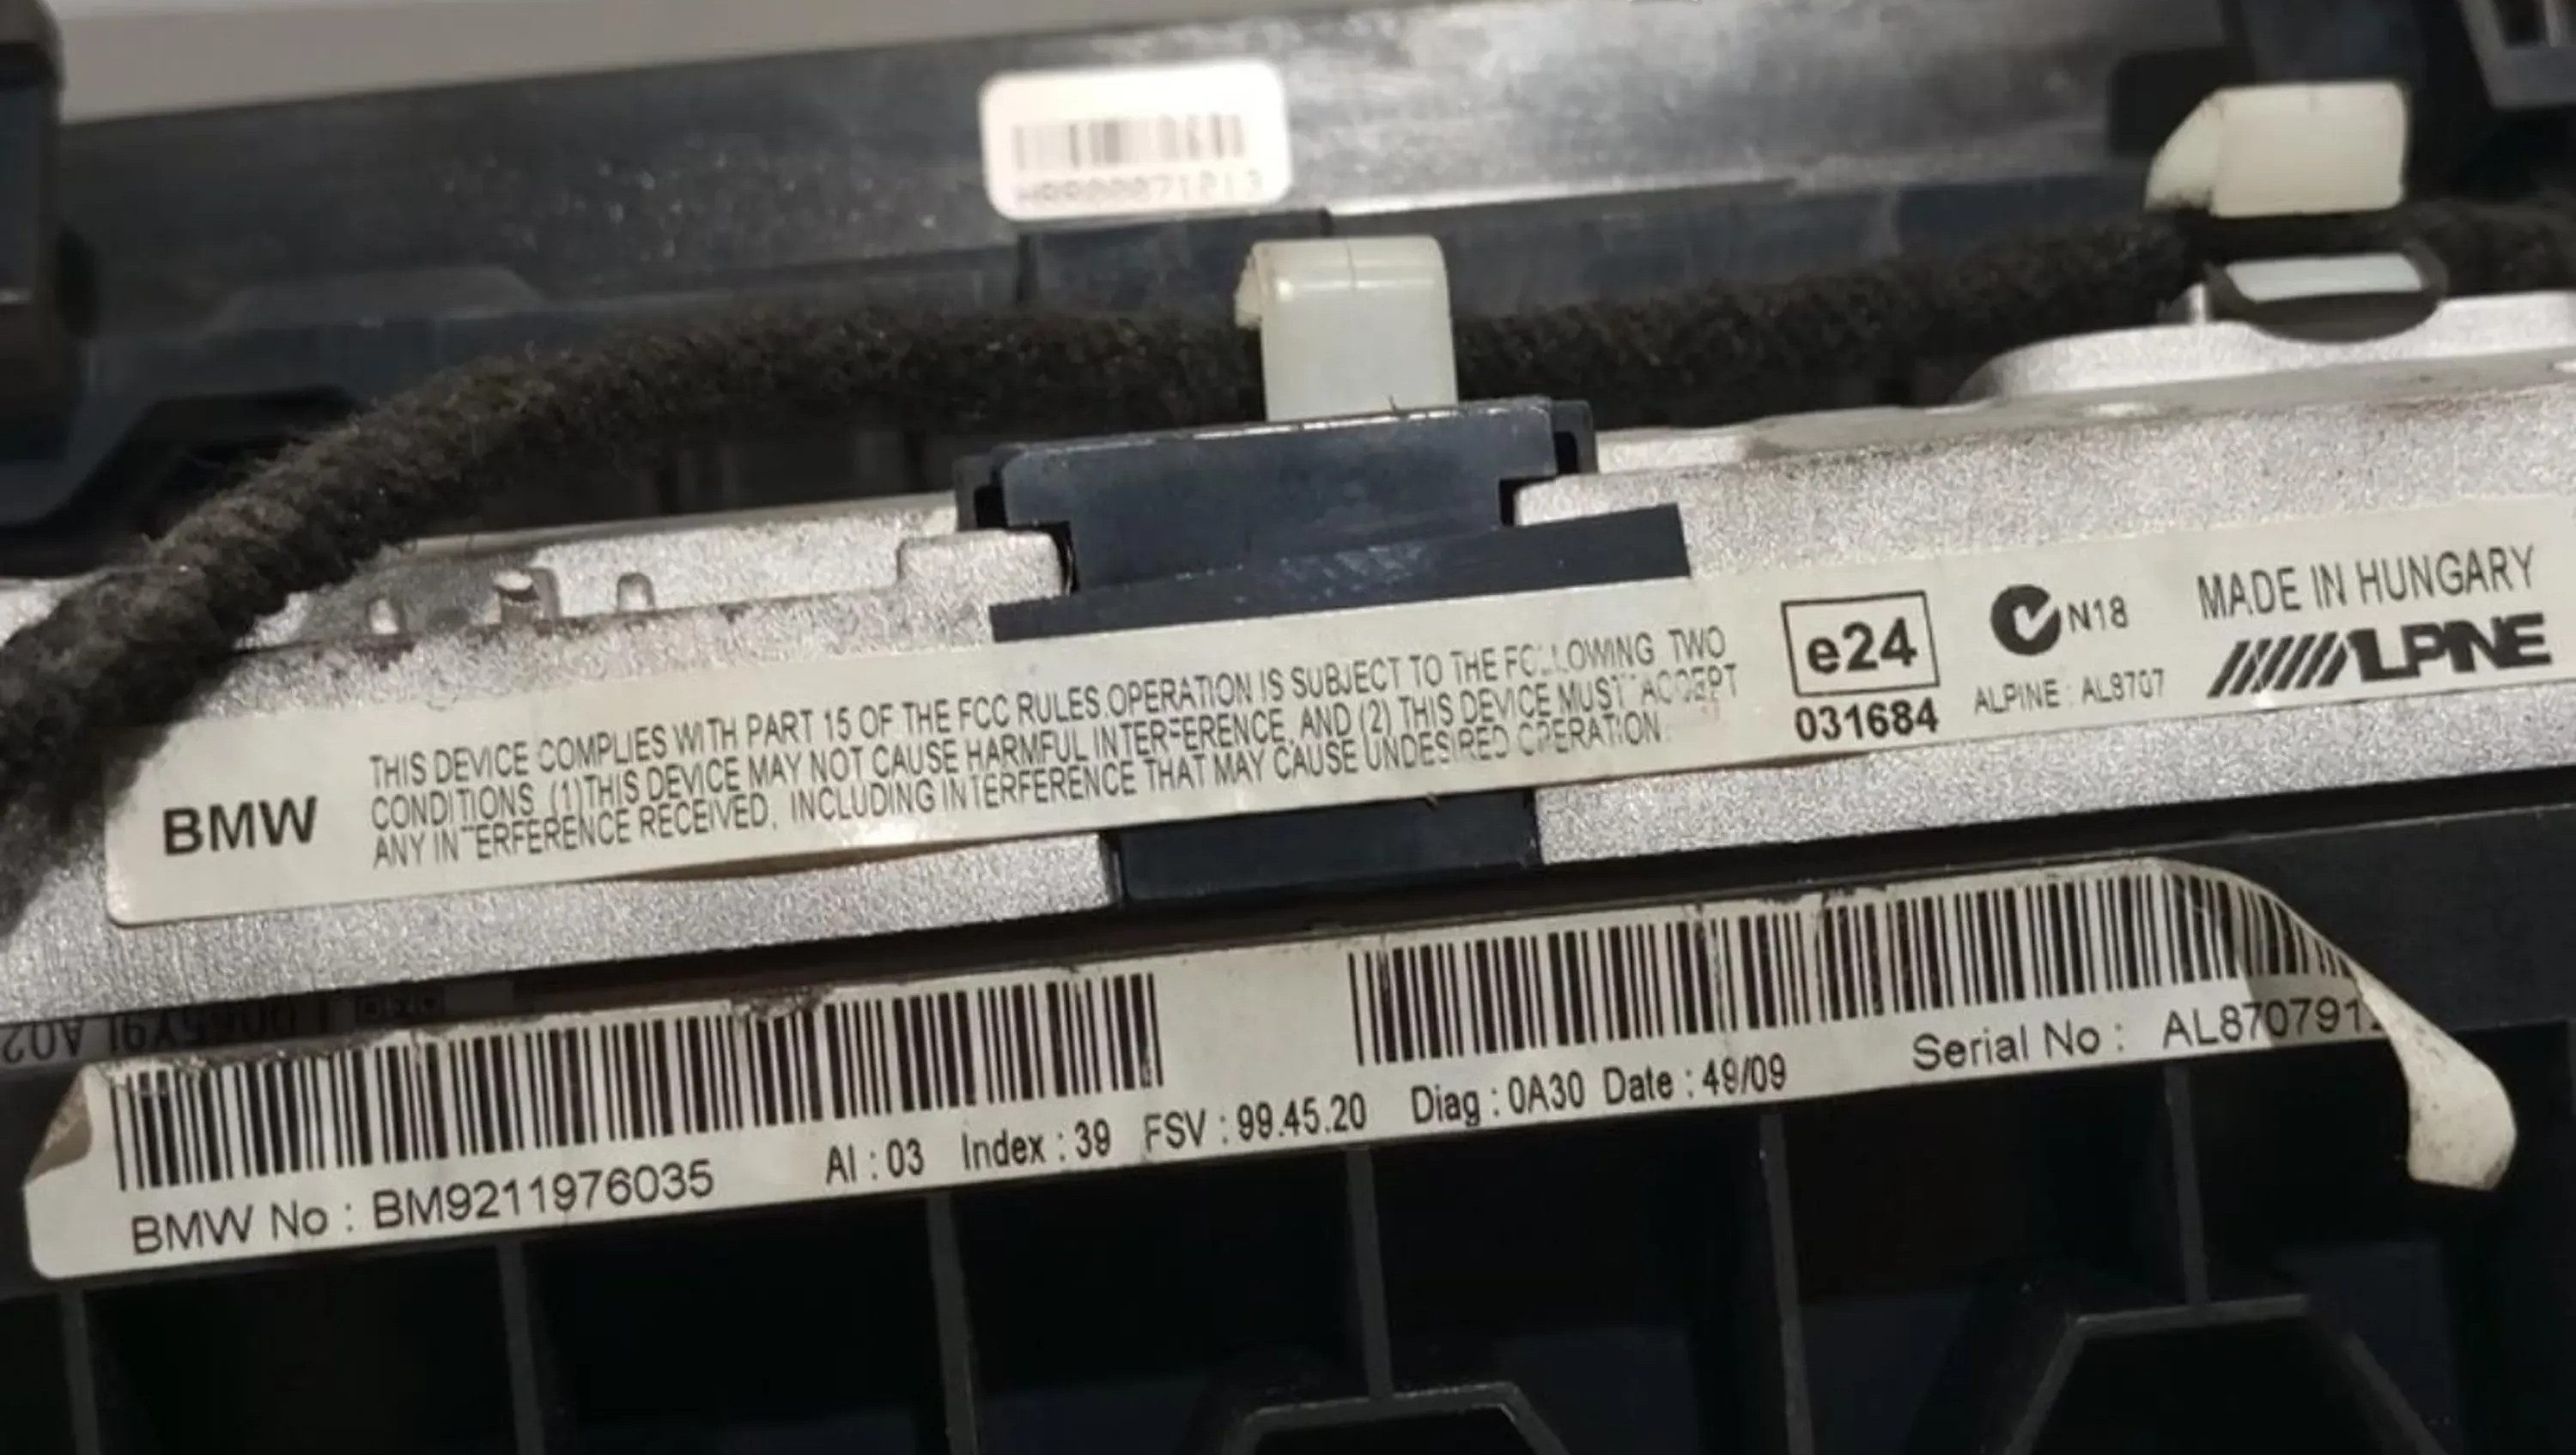 BMW
THIS DEVICE COMPLIES WITH PART 15 OF THE FCC RULES OPERATION IS SUBJECT TO THE FOLLOWING TWO
CONDITIONS (1)THIS DEVICE MAY NOT CAUSE HARMFUL INTERFERENCE AND (2) THIS DEVICE MUST ACCEPT
ANY INTERFERENCE RECEIVED, INCLUDING INTERFERENCE THAT MAY CAUSE UNDESIRED OPERATION.
e24
031684
N18
ALPINE : AL8707
MADE IN HUNGARY
ALPINE
BMW No : BM9211976035
AI : 03 Index : 39 FSV : 99.45.20 Diag : 0A30 Date : 49/09
Serial No :